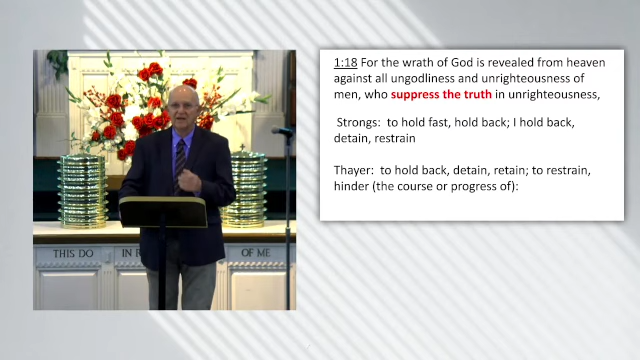 1:18 For the wrath of God is revealed from heaven
against all ungodliness and unrighteousness of
men, who suppress the truth in unrighteousness,
Strongs: to hold fast, hold back; I hold back,
detain, restrain
Thayer: to hold back, detain, retain; to restrain,
hinder (the course or progress of):
THIS DO IN OF ME